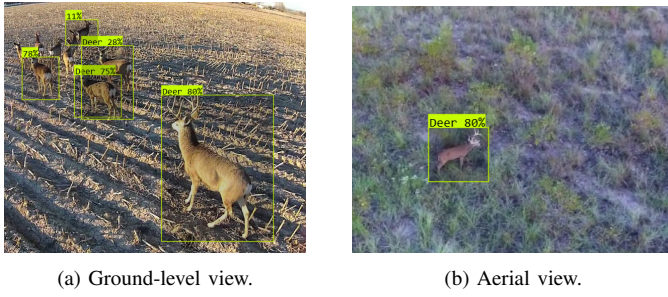 11%
Deer 28%
78%
Deer 75%
Deer 80%
Deer 80%
(a) Ground-level view.
(b) Aerial view.